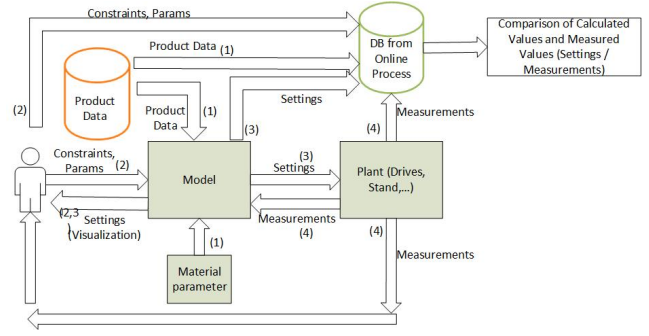 Constraints, Params
DB from
Online
Process
Comparison of Calculated
Values and Measured
Values (Settings /
Measurements)
Product Data
(1)
Product
Data
(2)
Product
Data
(1)
Settings
(3)
Measurements
(4)
Constraints,
Params
(2)
Model
(3)
Settings
Plant (Drives,
Stand,...)
(2,3
)
Settings
(Visualization)
Measurements
(4)
(4)
Measurements
(1)
Material
parameter